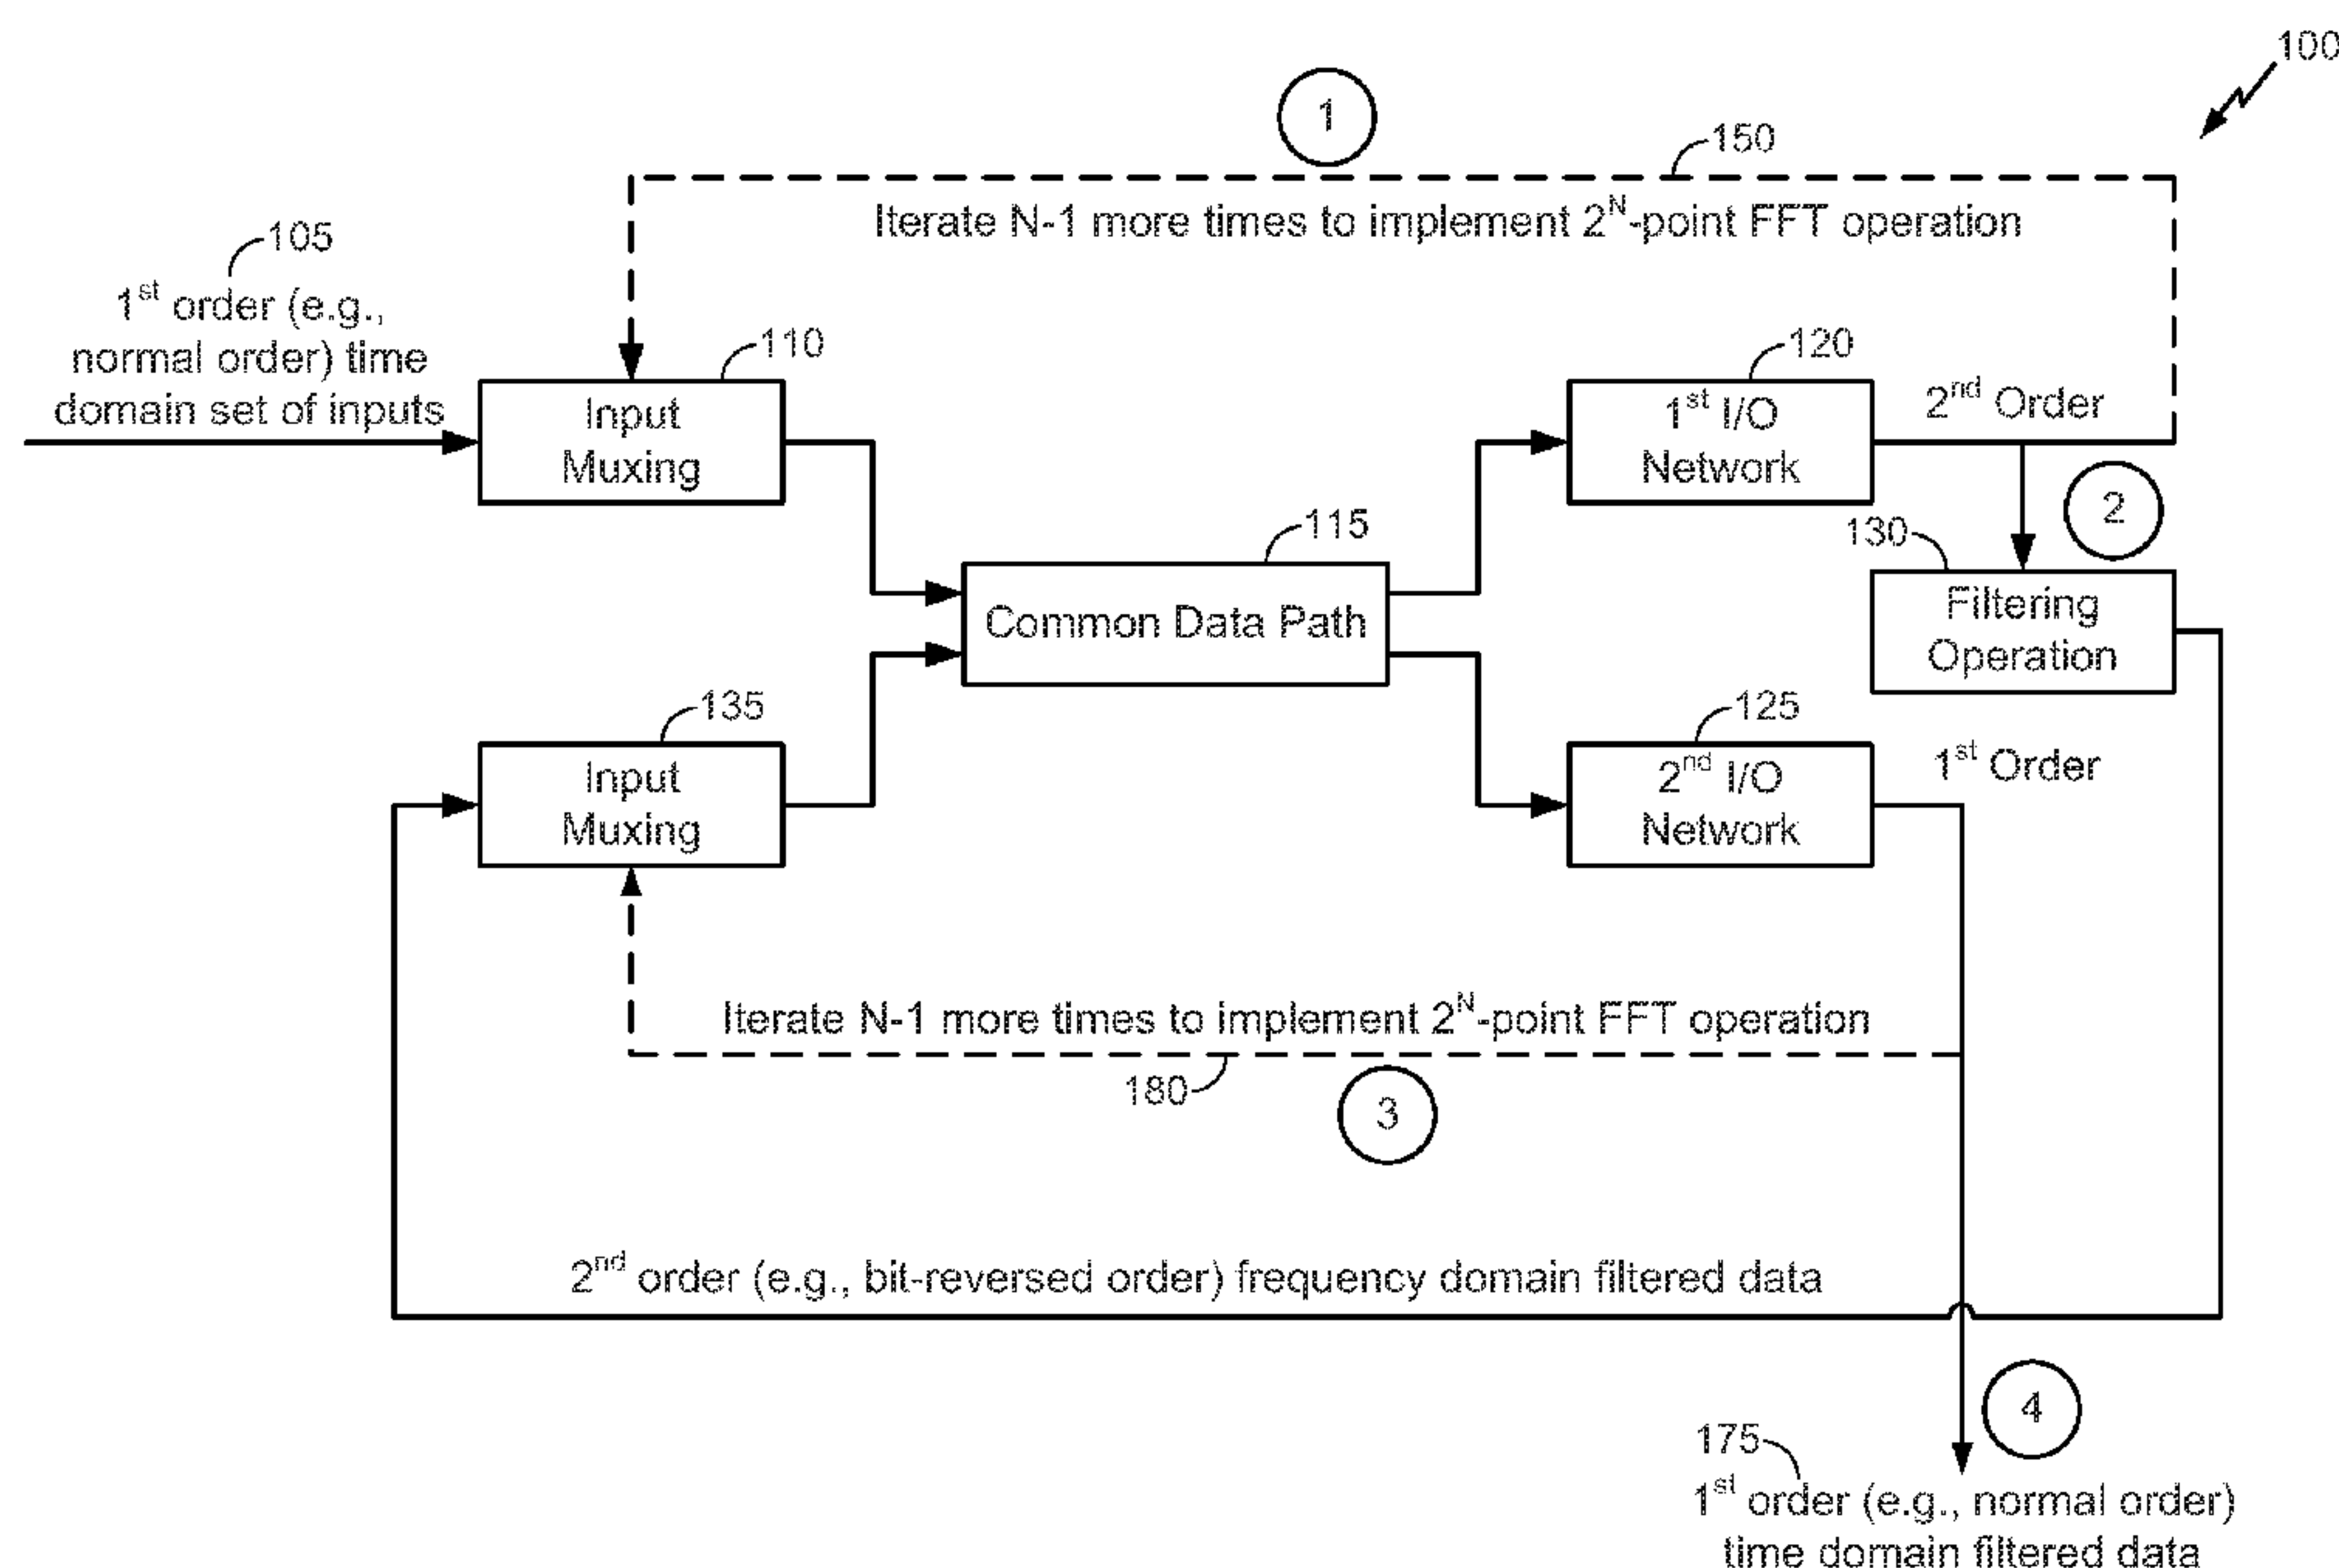 100
1
150
Iterate N-1 more times to implement 2^N-point FFT operation
105
1st order (e.g.,
normal order) time
domain set of inputs
110
Input
Muxing
120
1st I/O
Network
2nd Order
2
130
Filtering
Operation
115
Common Data Path
135
Input
Muxing
125
2nd I/O
Network
1st Order
Iterate N-1 more times to implement 2^N-point FFT operation
180
3
2nd order (e.g., bit-reversed order) frequency domain filtered data
4
175
1st order (e.g., normal order)
time domain filtered data